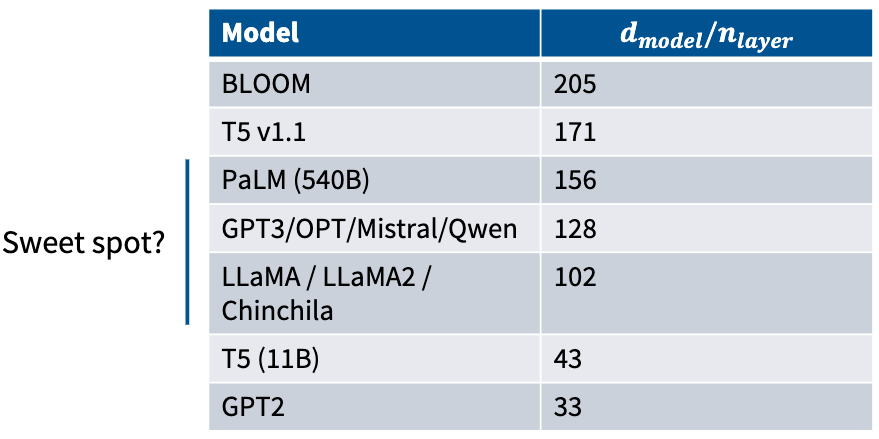 Model d_model/n_layer
BLOOM 205
T5 v1.1 171
PaLM (540B) 156
Sweet spot?
GPT3/OPT/Mistral/Qwen 128
LLaMA / LLaMA2 / 102
Chinchila
T5 (11B) 43
GPT2 33